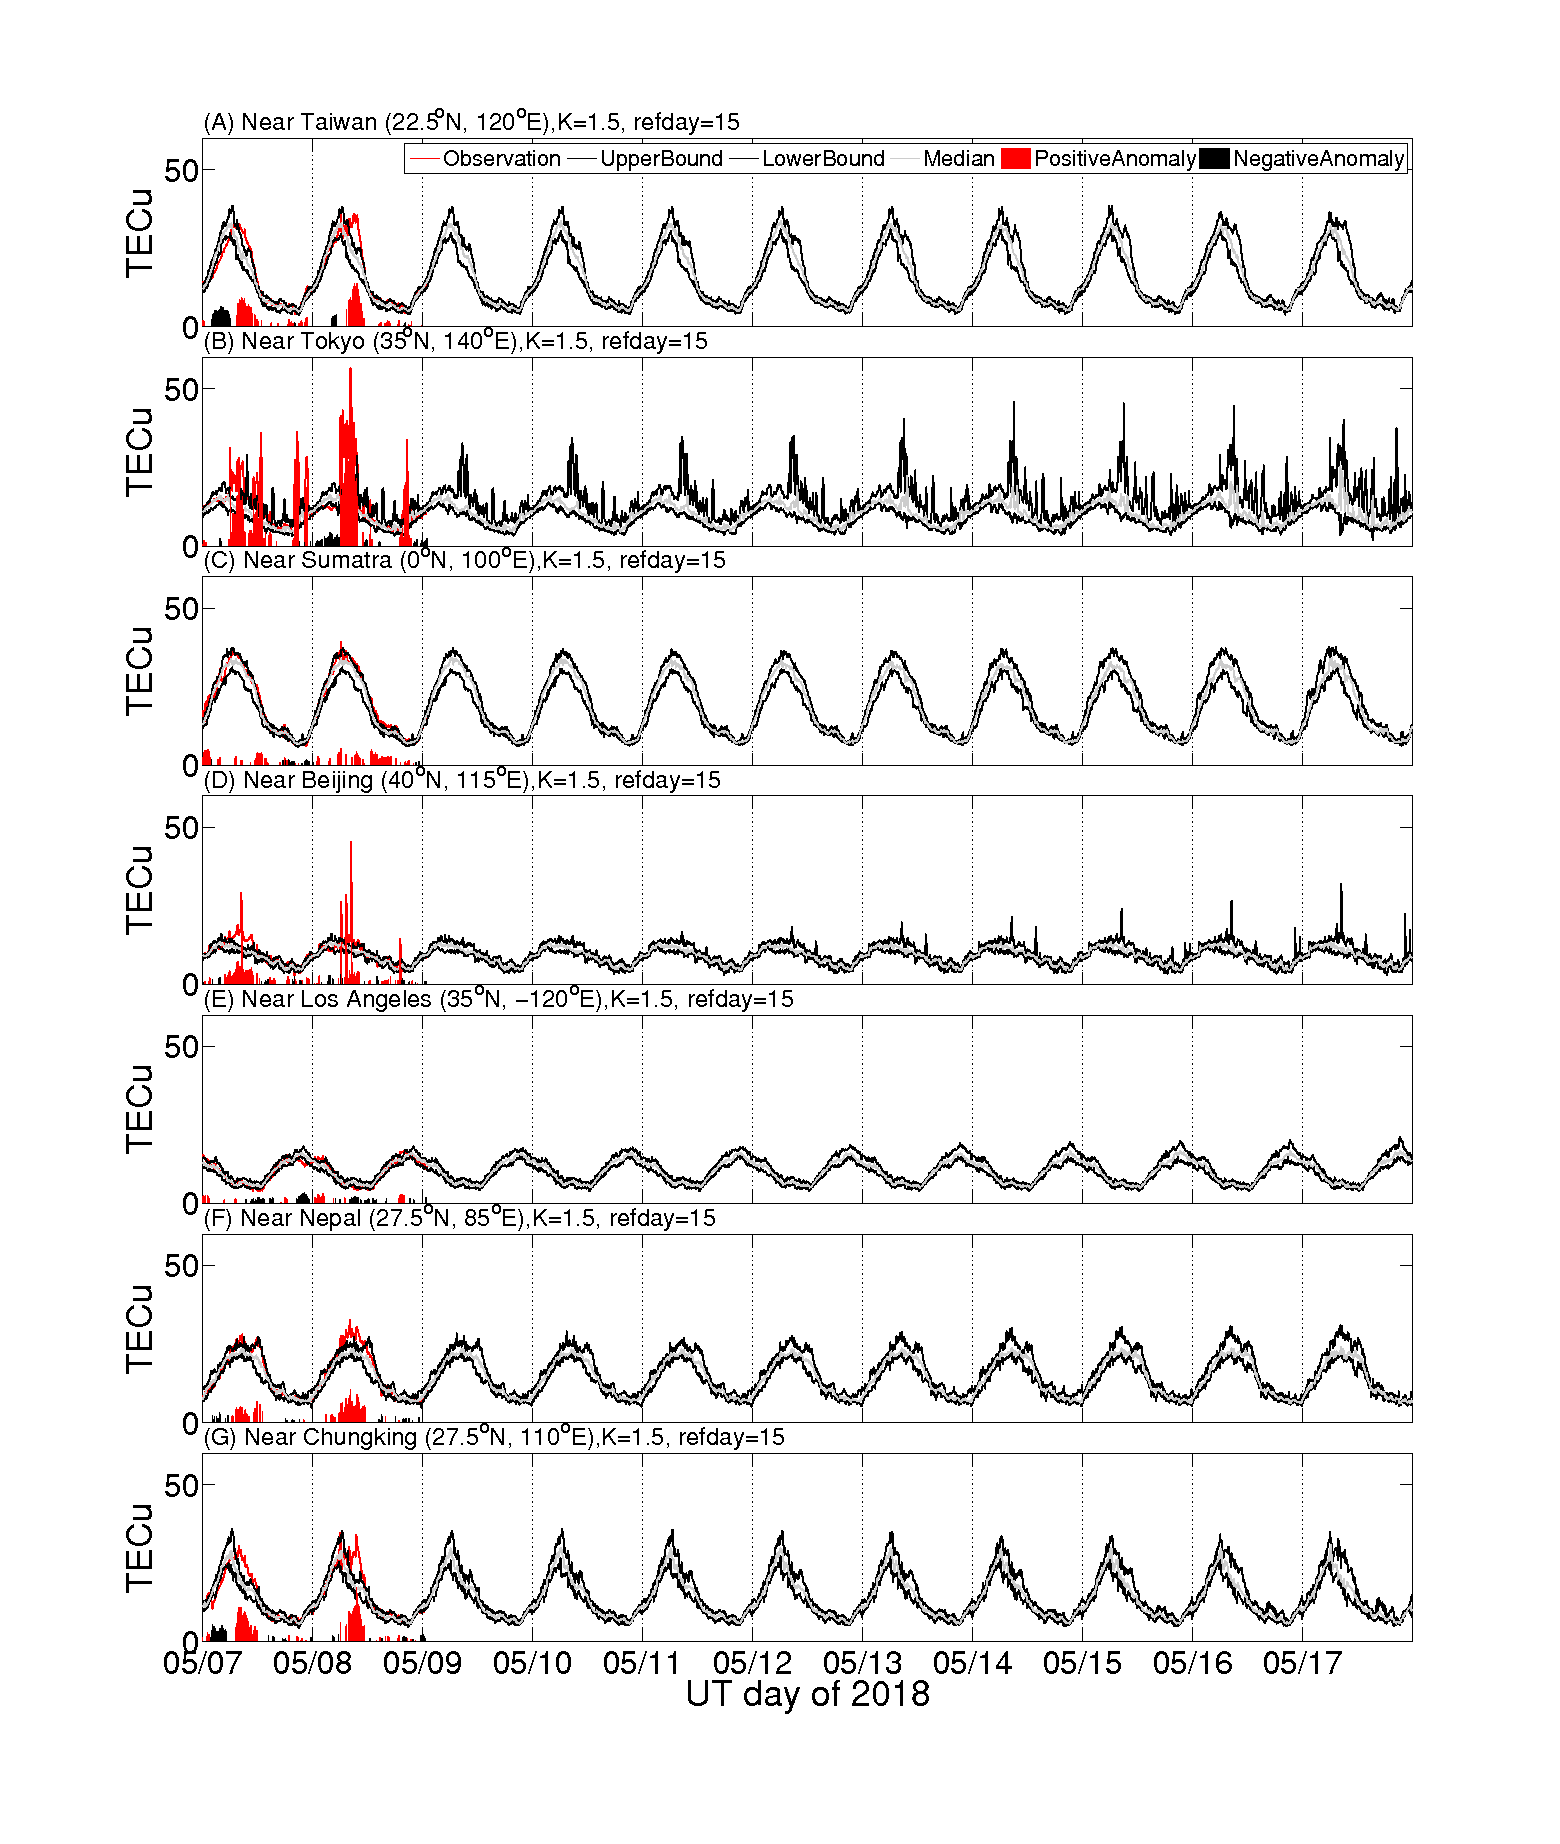 (A) Near Taiwan (22.5°N, 120°E),K=1.5, refday=15
Observation UpperBound LowerBound Median PositiveAnomaly NegativeAnomaly
50
TECu
0
(B) Near Tokyo (35°N, 140°E),K=1.5, refday=15
50
TECu
0
(C) Near Sumatra (0°N, 100°E),K=1.5, refday=15
50
TECu
0
(D) Near Beijing (40°N, 115°E),K=1.5, refday=15
50
TECu
0
(E) Near Los Angeles (35°N, −120°E),K=1.5, refday=15
50
TECu
0
(F) Near Nepal (27.5°N, 85°E),K=1.5, refday=15
50
TECu
0
(G) Near Chungking (27.5°N, 110°E),K=1.5, refday=15
50
TECu
0
05/07 05/08 05/09 05/10 05/11 05/12 05/13 05/14 05/15 05/16 05/17
UT day of 2018